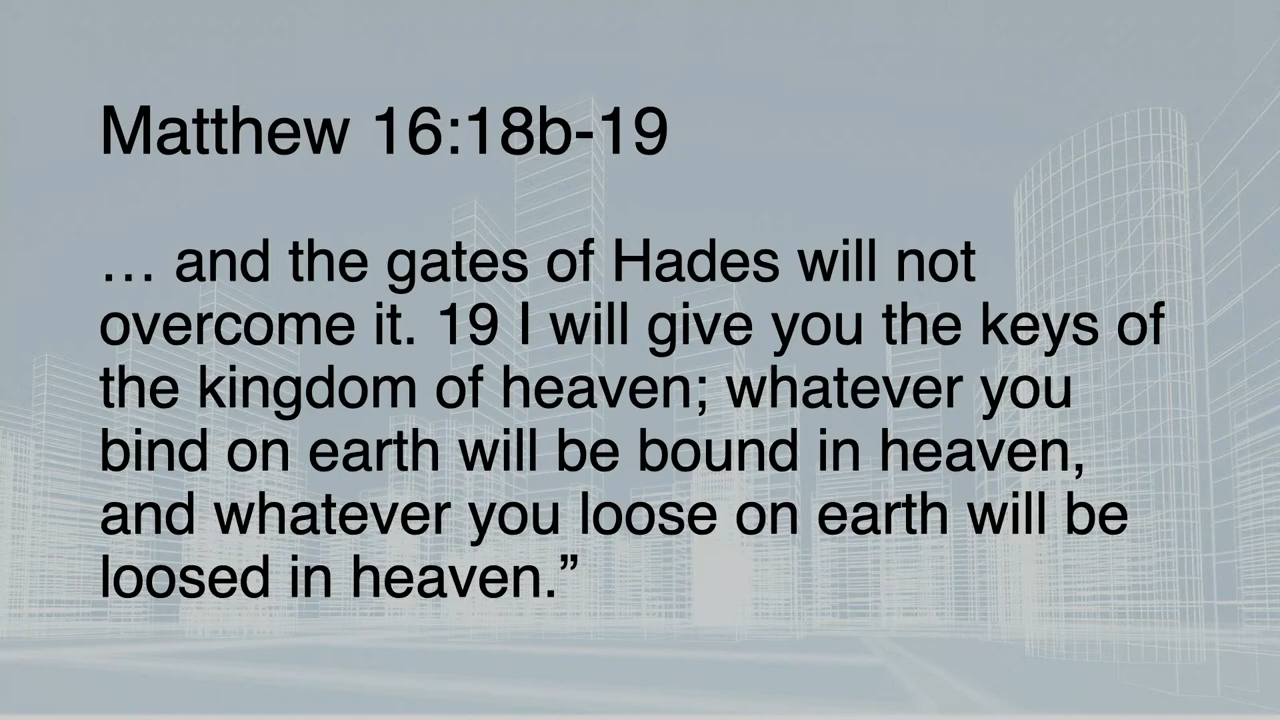 Matthew 16:18b-19
… and the gates of Hades will not
overcome it. 19 I will give you the keys of
the kingdom of heaven; whatever you
bind on earth will be bound in heaven,
and whatever you loose on earth will be
loosed in heaven.”